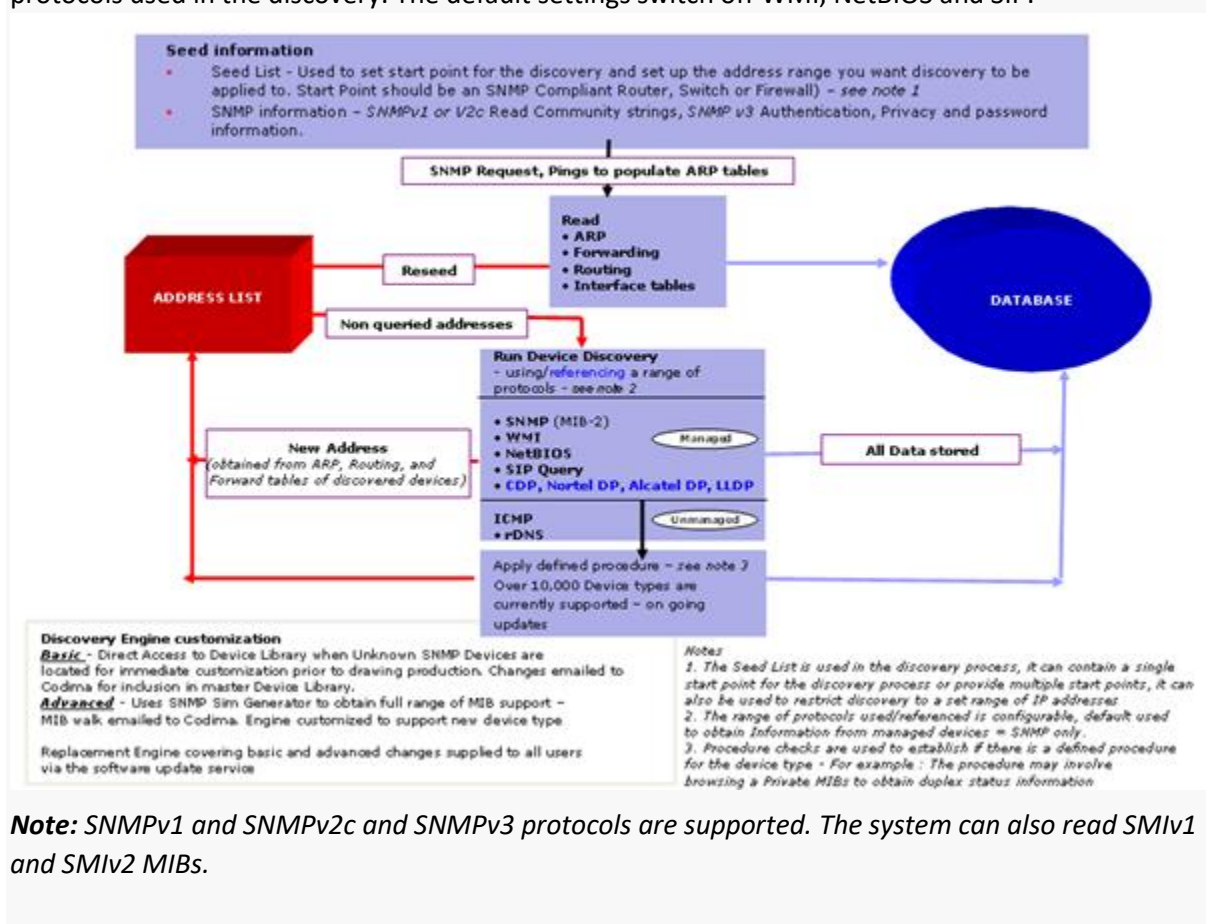 protocols used in the discovery. The default settings switch off WMI, NetBIOS and SIP.
Seed information
• Seed List - Used to set start point for the discovery and set up the address range you want discovery to be
applied to. Start Point should be an SNMP Compliant Router, Switch or Firewall) – see note 1
• SNMP information – SNMPv1 or V2c Read Community strings, SNMP v3 Authentication, Privacy and password
information.
SNMP Request, Pings to populate ARP tables
Read
• ARP
• Forwarding
• Routing
• Interface tables
Reseed
ADDRESS LIST
DATABASE
Non queried addresses
Run Device Discovery
- using/referencing a range of
protocols - see note 2
• SNMP (MIB-2)
• WMI
• NetBIOS
• SIP Query
• CDP, Nortel DP, Alcatel DP, LLDP
Managed
New Address
(obtained from ARP, Routing, and
Forward tables of discovered devices)
All Data stored
ICMP
• rDNS
Unmanaged
Apply defined procedure – see note 3
Over 10,000 Device types are
currently supported – on going
updates
Discovery Engine customization
Basic - Direct Access to Device Library when Unknown SNMP Devices are
located for immediate customization prior to drawing production. Changes emailed to
Codima for inclusion in master Device Library.
Advanced - Uses SNMP Sim Generator to obtain full range of MIB support –
MIB walk emailed to Codima. Engine customized to support new device type
Replacement Engine covering basic and advanced changes supplied to all users
via the software update service
Notes
1. The Seed List is used in the discovery process, it can contain a single
start point for the discovery process or provide multiple start points, it can
also be used to restrict discovery to a set range of IP addresses
2. The range of protocols used/referenced is configurable, default used
to obtain Information from managed devices = SNMP only.
3. Procedure checks are used to establish if there is a defined procedure
for the device type - For example : The procedure may involve
browsing a Private MIBs to obtain duplex status information
Note: SNMPv1 and SNMPv2c and SNMPv3 protocols are supported. The system can also read SMIv1
and SMIv2 MIBs.